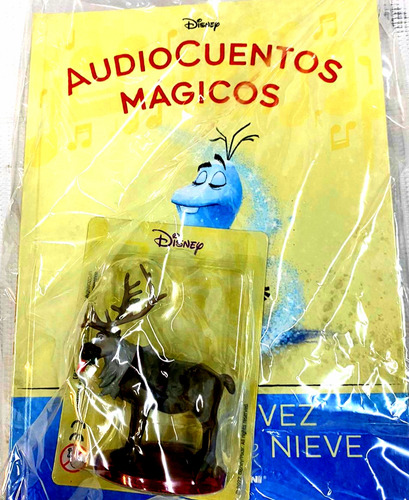 Disney
AUDIOCUENTOS
MAGICOS
Disney
VEZ
NIEVE